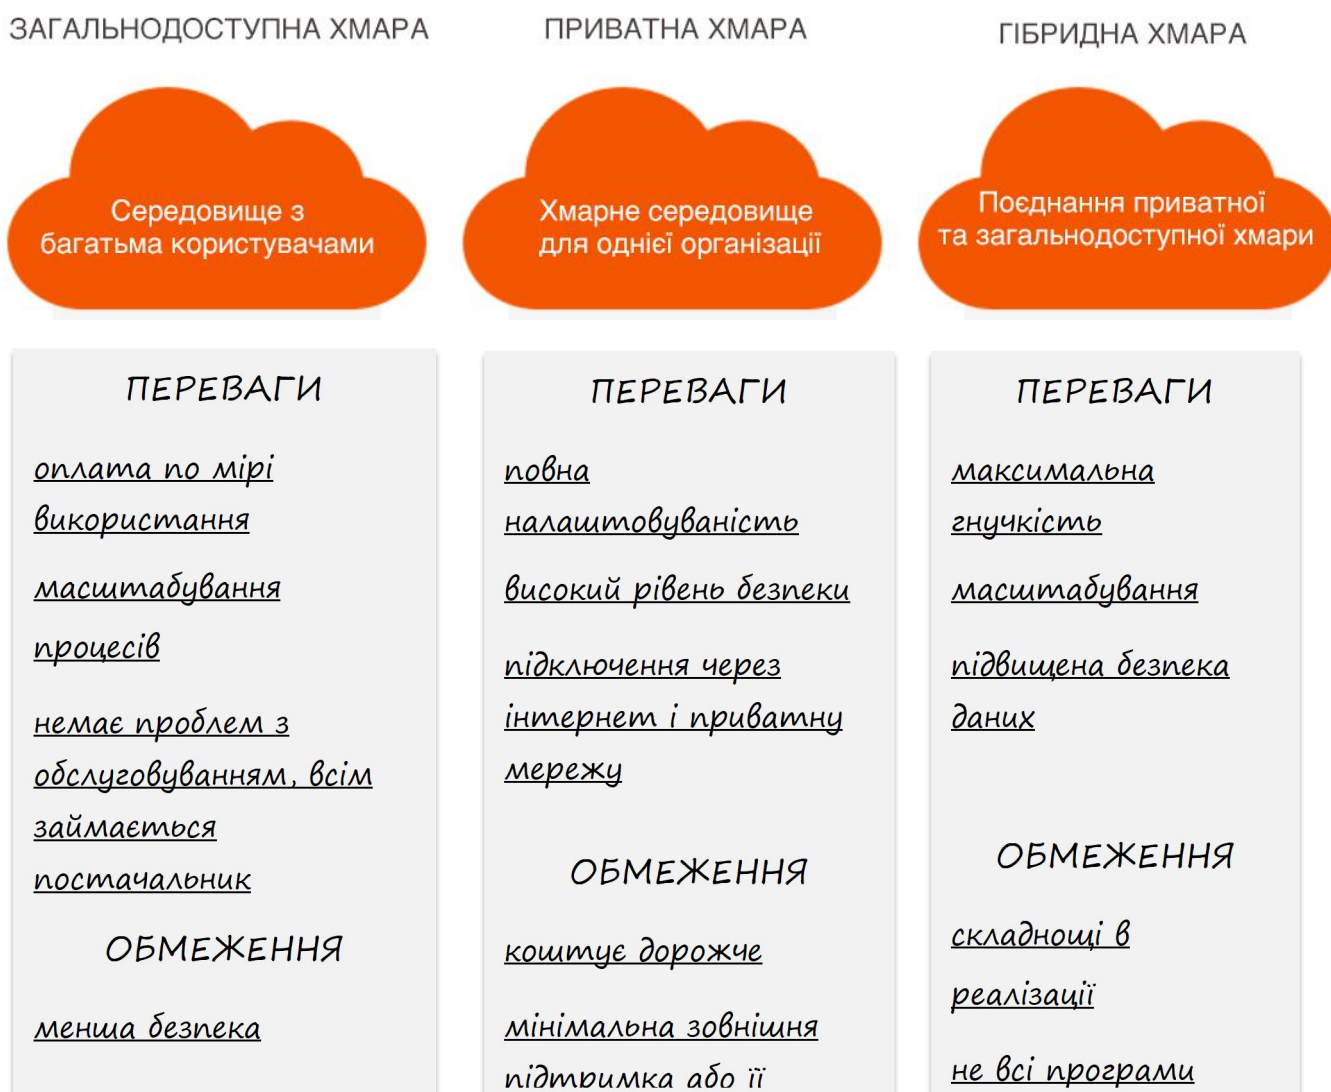 ЗАГАЛЬНОДОСТУПНА ХМАРА
Середовище з
багатьма користувачами
ПЕРЕВАГИ
оплата по мірі
використання
масштабування
процесів
немає проблем з
обслуговуванням, всім
займається
постачальник
ОБМЕЖЕННЯ
менша безпека
ПРИВАТНА ХМАРА
Хмарне середовище
для однієї організації
ПЕРЕВАГИ
повна
налаштовуваність
високий рівень безпеки
підключення через
інтернет і приватну
мережу
ОБМЕЖЕННЯ
коштує дорожче
мінімальна зовнішня
підтримка або її
ГІБРИДНА ХМАРА
Поєднання приватної
та загальнодоступної хмари
ПЕРЕВАГИ
максимальна
гнучкість
масштабування
підвищена безпека
даних
ОБМЕЖЕННЯ
складнощі в
реалізації
не всі програми